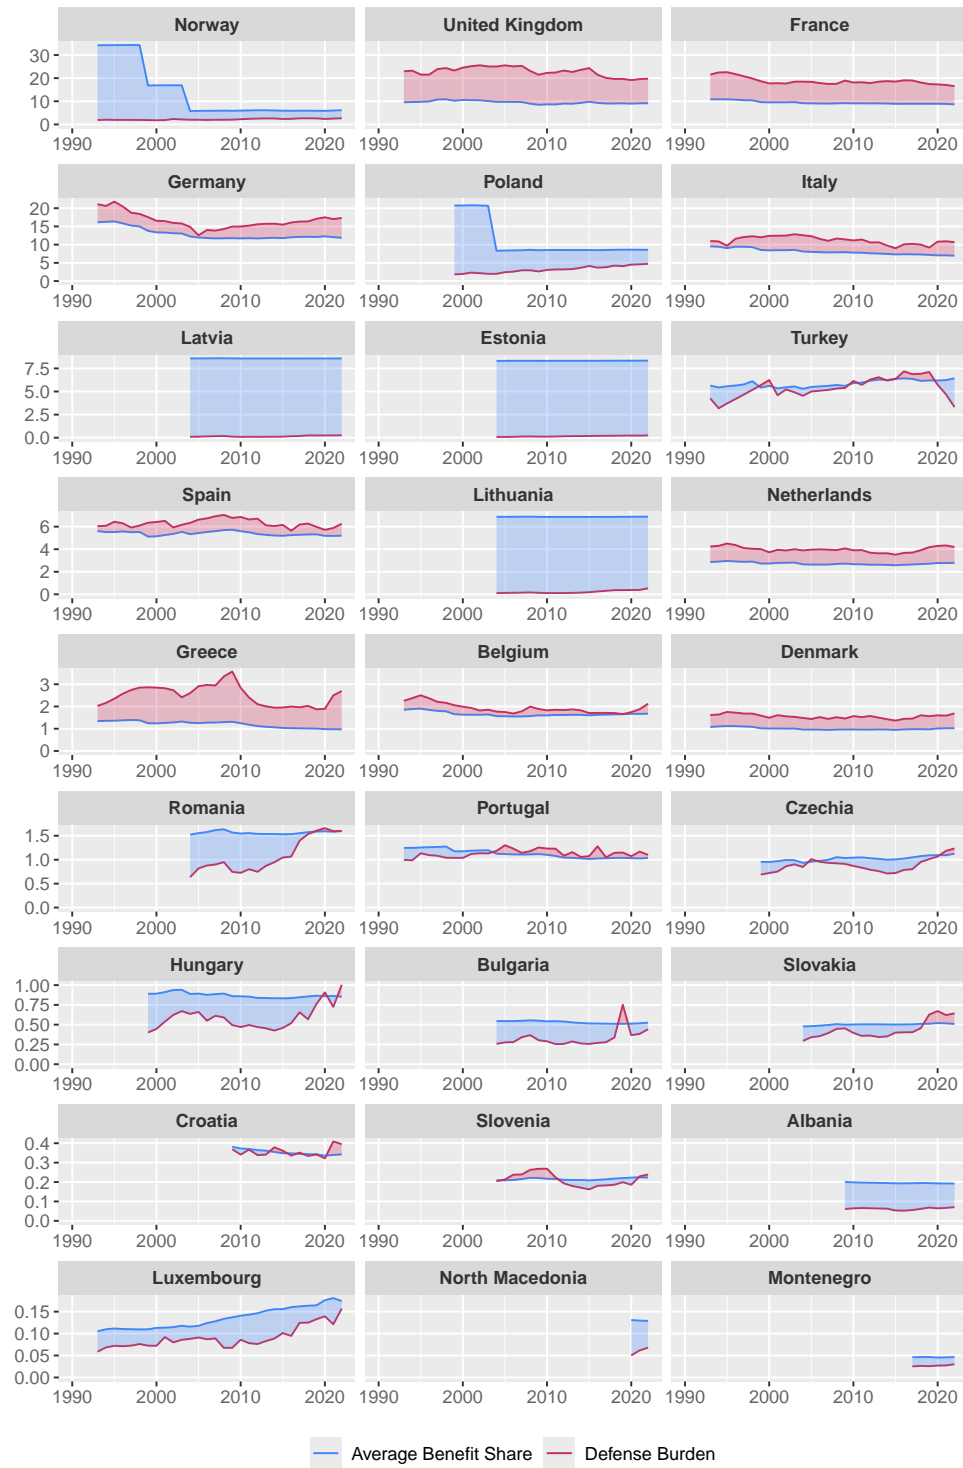 Norway United Kingdom France
30
20
10
0
1990 2000 2010 2020 1990 2000 2010 2020 1990 2000 2010 2020
Germany Poland Italy
20
15
10
5
0
1990 2000 2010 2020 1990 2000 2010 2020 1990 2000 2010 2020
Latvia Estonia Turkey
7.5
5.0
2.5
0.0
1990 2000 2010 2020 1990 2000 2010 2020 1990 2000 2010 2020
Spain Lithuania Netherlands
6
4
2
0
1990 2000 2010 2020 1990 2000 2010 2020 1990 2000 2010 2020
Greece Belgium Denmark
3
2
1
0
1990 2000 2010 2020 1990 2000 2010 2020 1990 2000 2010 2020
Romania Portugal Czechia
1.5
1.0
0.5
0.0
1990 2000 2010 2020 1990 2000 2010 2020 1990 2000 2010 2020
Hungary Bulgaria Slovakia
1.00
0.75
0.50
0.25
0.00
1990 2000 2010 2020 1990 2000 2010 2020 1990 2000 2010 2020
Croatia Slovenia Albania
0.4
0.3
0.2
0.1
0.0
1990 2000 2010 2020 1990 2000 2010 2020 1990 2000 2010 2020
Luxembourg North Macedonia Montenegro
0.15
0.10
0.05
0.00
1990 2000 2010 2020 1990 2000 2010 2020 1990 2000 2010 2020
Average Benefit Share Defense Burden